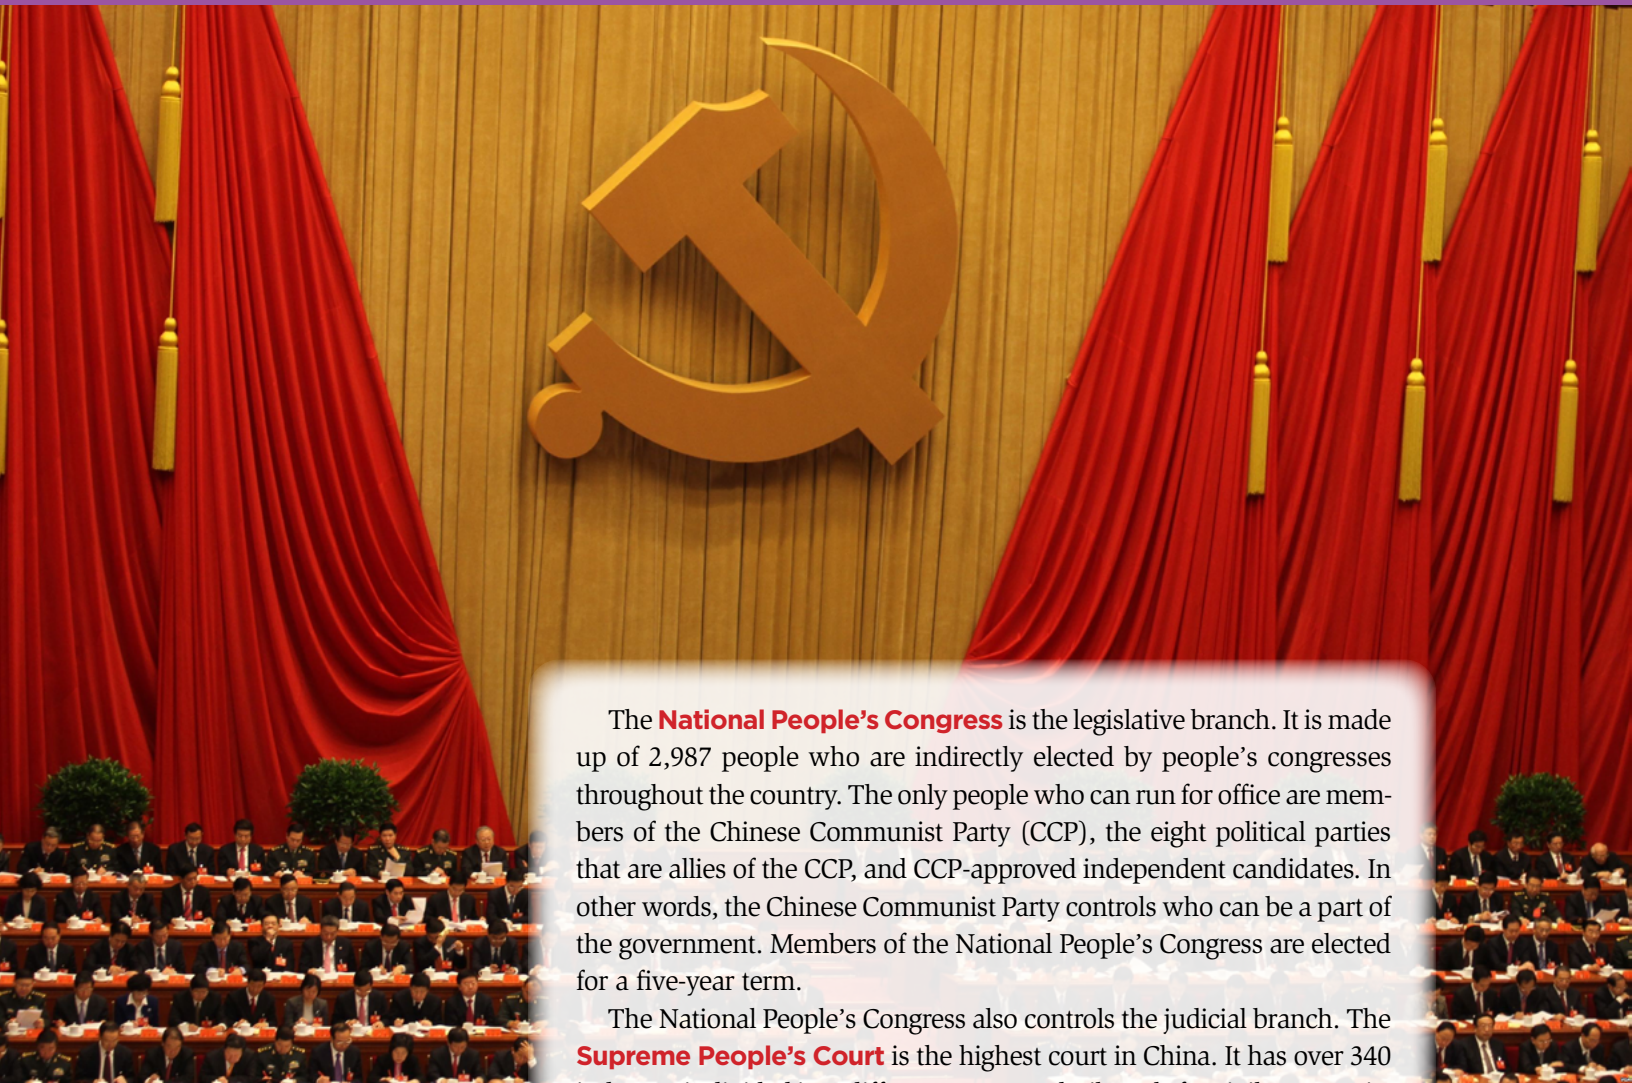 The National People’s Congress is the legislative branch. It is made
up of 2,987 people who are indirectly elected by people’s congresses
throughout the country. The only people who can run for office are mem-
bers of the Chinese Communist Party (CCP), the eight political parties
that are allies of the CCP, and CCP-approved independent candidates. In
other words, the Chinese Communist Party controls who can be a part of
the government. Members of the National People’s Congress are elected
for a five-year term.
The National People’s Congress also controls the judicial branch. The
Supreme People’s Court is the highest court in China. It has over 340